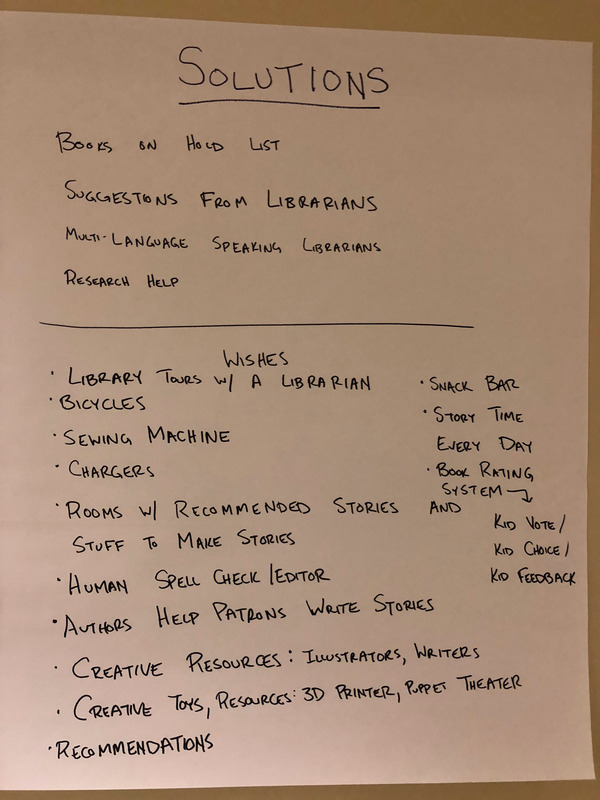 SOLUTIONS
BOOKS ON HOLD LIST
SUGGESTIONS FROM LIBRARIANS
MULTI-LANGUAGE SPEAKING LIBRARIANS
RESEARCH HELP
WISHES
• LIBRARY TOURS W/ A LIBRARIAN
• BICYCLES
• SEWING MACHINE
• CHARGERS
• ROOMS W/ RECOMMENDED STORIES AND
STUFF TO MAKE STORIES
• HUMAN SPELL CHECK/EDITOR
• AUTHORS HELP PATRONS WRITE STORIES
• CREATIVE RESOURCES: ILLUSTRATORS, WRITERS
• CREATIVE TOYS, RESOURCES: 3D PRINTER, PUPPET THEATER
• RECOMMENDATIONS
• SNACK BAR
• STORY TIME
EVERY DAY
• BOOK RATING
SYSTEM →
KID VOTE/
KID CHOICE/
KID FEEDBACK